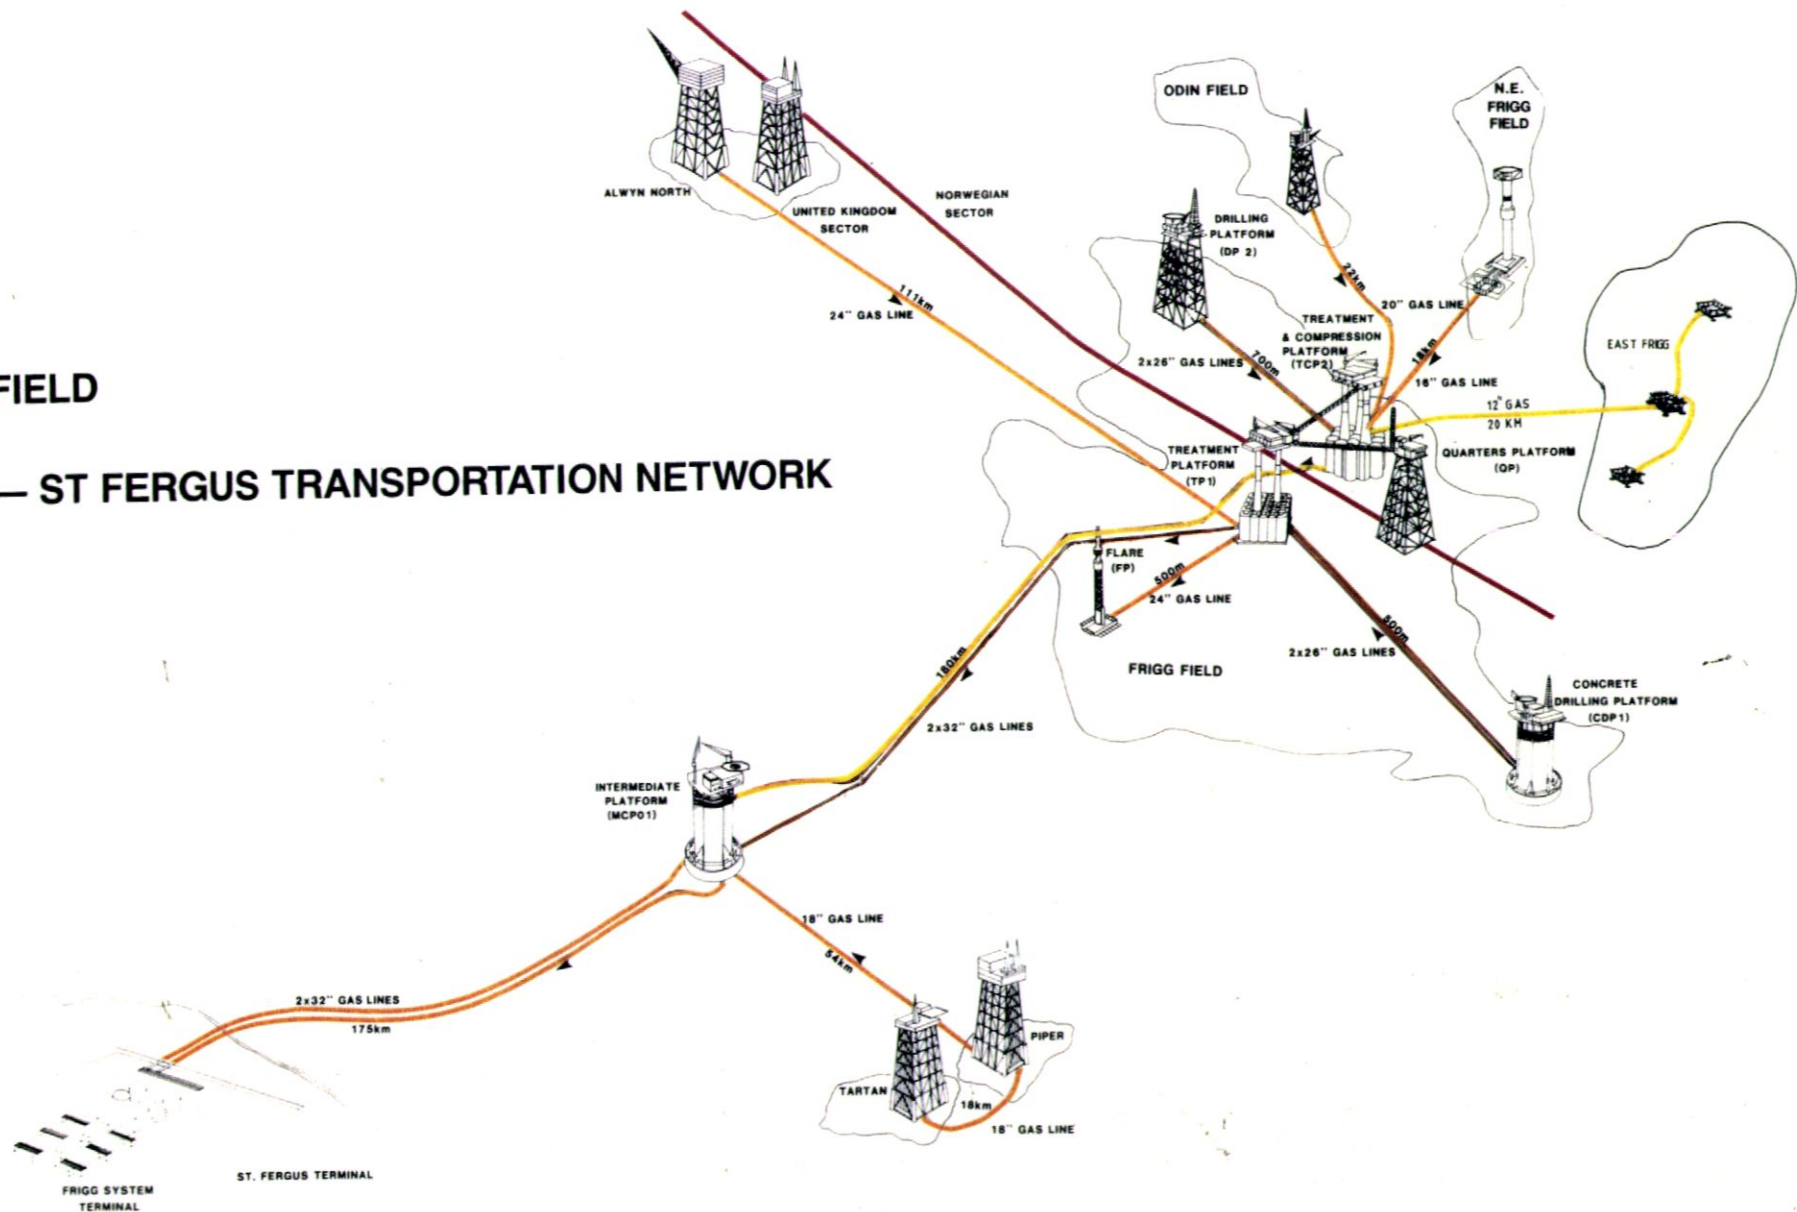 FIELD
— ST FERGUS TRANSPORTATION NETWORK
ALWYN NORTH
UNITED KINGDOM
SECTOR
NORWEGIAN
SECTOR
111km
24" GAS LINE
ODIN FIELD
N.E.
FRIGG
FIELD
DRILLING
PLATFORM
(DP 2)
22km
20" GAS LINE
TREATMENT
& COMPRESSION
PLATFORM
(TCP2)
2x26" GAS LINES
700m
18km
16" GAS LINE
EAST FRIGG
12" GAS
20 KM
QUARTERS PLATFORM
(QP)
TREATMENT
PLATFORM
(TP1)
FLARE
(FP)
500m
24" GAS LINE
2x26" GAS LINES
FRIGG FIELD
CONCRETE
DRILLING PLATFORM
(CDP1)
180km
2x32" GAS LINES
INTERMEDIATE
PLATFORM
(MCP01)
18" GAS LINE
54km
PIPER
TARTAN
18km
18" GAS LINE
2x32" GAS LINES
175km
ST. FERGUS TERMINAL
FRIGG SYSTEM
TERMINAL